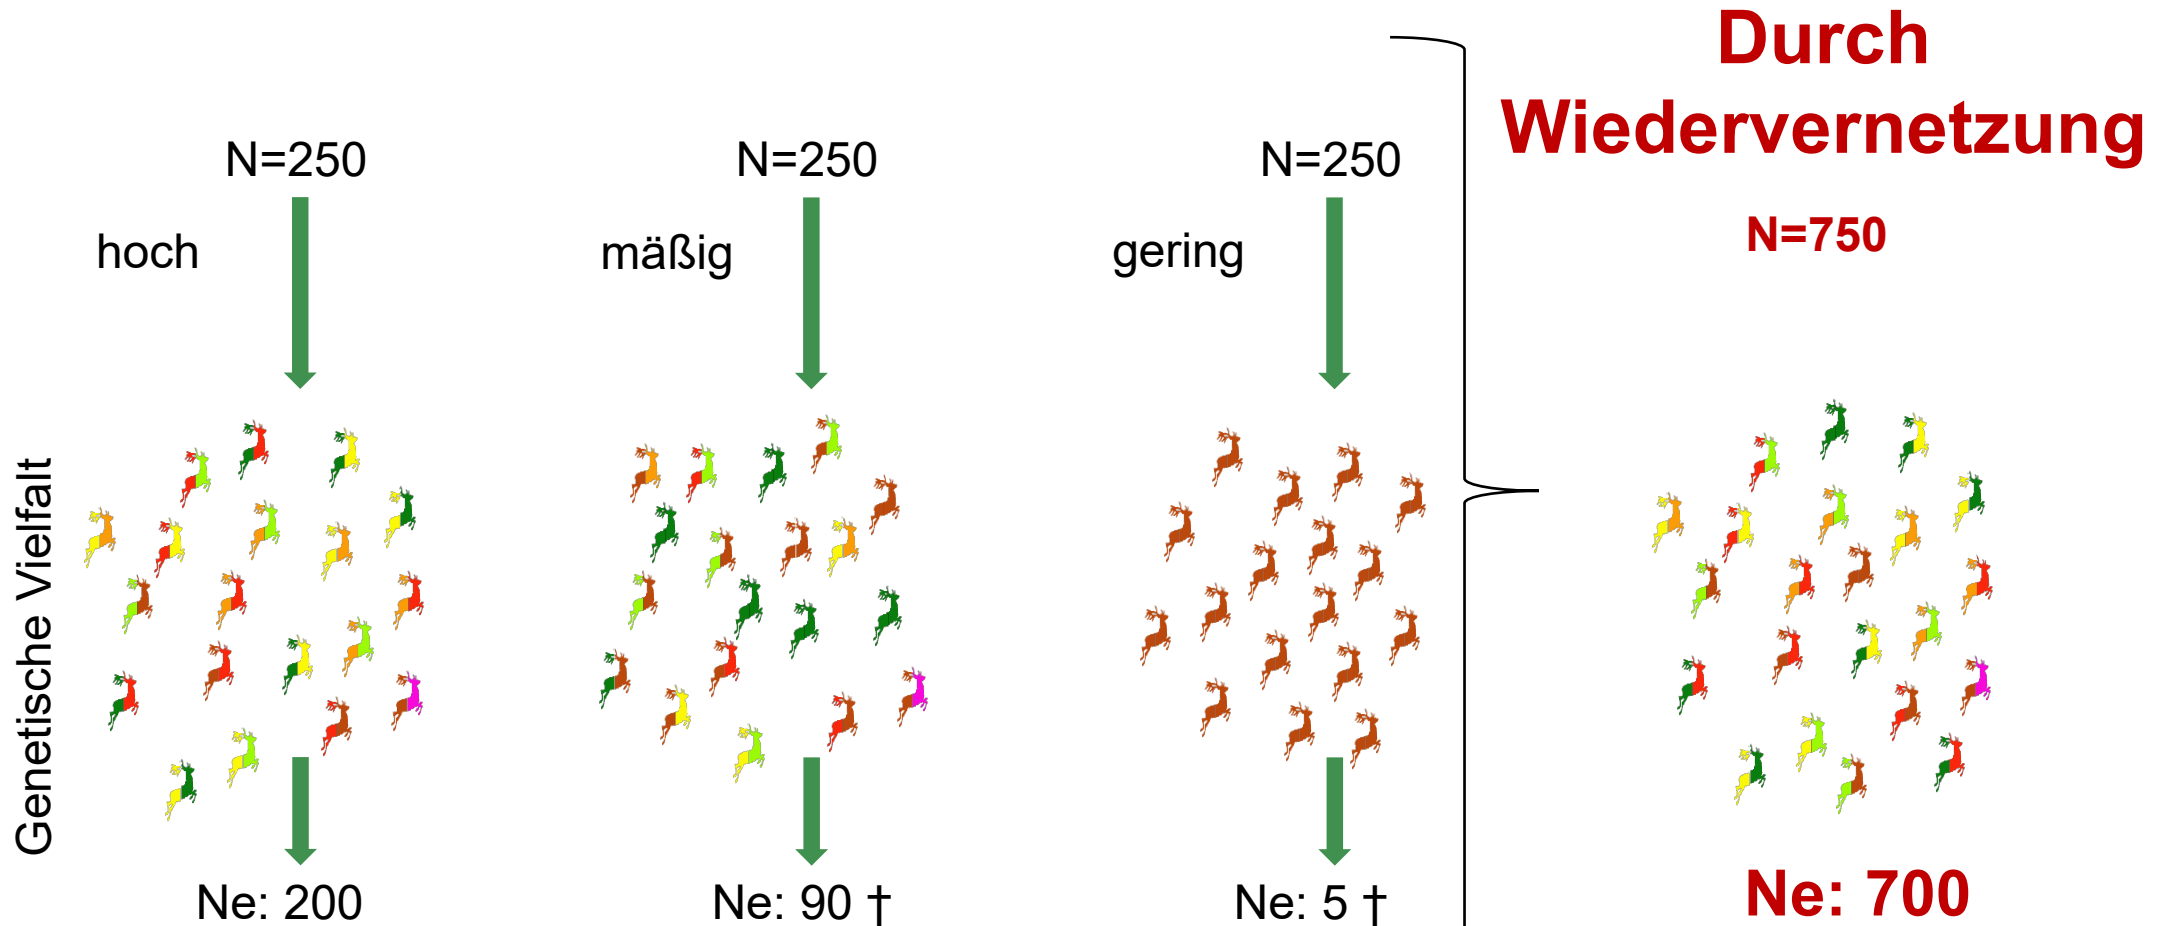 Durch
Wiedervernetzung
N=250
N=250
N=250
N=750
hoch
mäßig
gering
Genetische Vielfalt
Ne: 200
Ne: 90 †
Ne: 5 †
Ne: 700